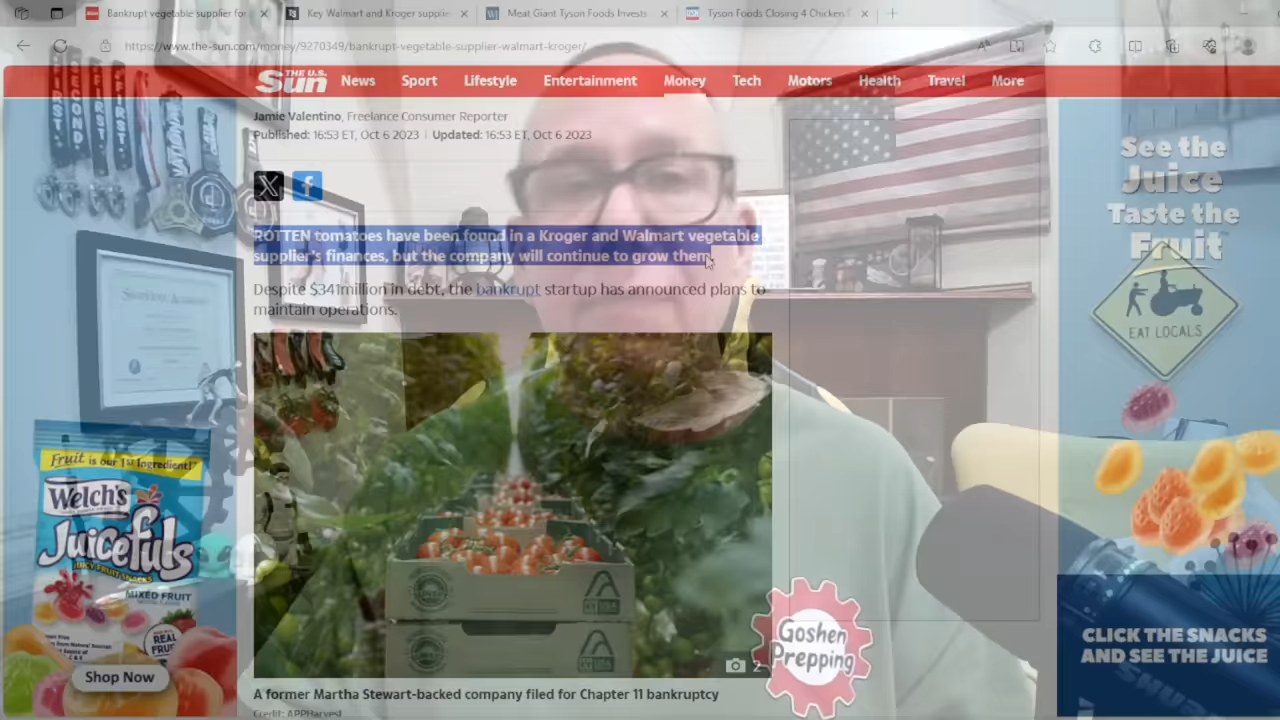 Bankrupt vegetable supplier for
Key Walmart and Kroger supplie
Meat Giant Tyson Foods Invests
Tyson Foods Closing 4 Chicken
https://www.the-sun.com/money/9270349/bankrupt-vegetable-supplier-walmart-kroger/
THE U.S. Sun
News
Sport
Lifestyle
Entertainment
Money
Tech
Motors
Health
Travel
More
Jamie Valentino, Freelance Consumer Reporter
Published: 16:53 ET, Oct 6 2023 | Updated: 16:53 ET, Oct 6 2023
ROTTEN tomatoes have been found in a Kroger and Walmart vegetable
supplier's finances, but the company will continue to grow them.
Despite $341million in debt, the bankrupt startup has announced plans to
maintain operations.
2
A former Martha Stewart-backed company filed for Chapter 11 bankruptcy
Credit: APPHarvest
Goshen
Prepping
Fruit is our 1st Ingredient!
Welch's
Juicefuls
JUICY FRUIT SNACKS
MIXED FRUIT
REAL
Shop Now
See the
Juice
Taste the
Fruit
EAT LOCALS
CLICK THE SNACKS
AND SEE THE JUICE
SHURE